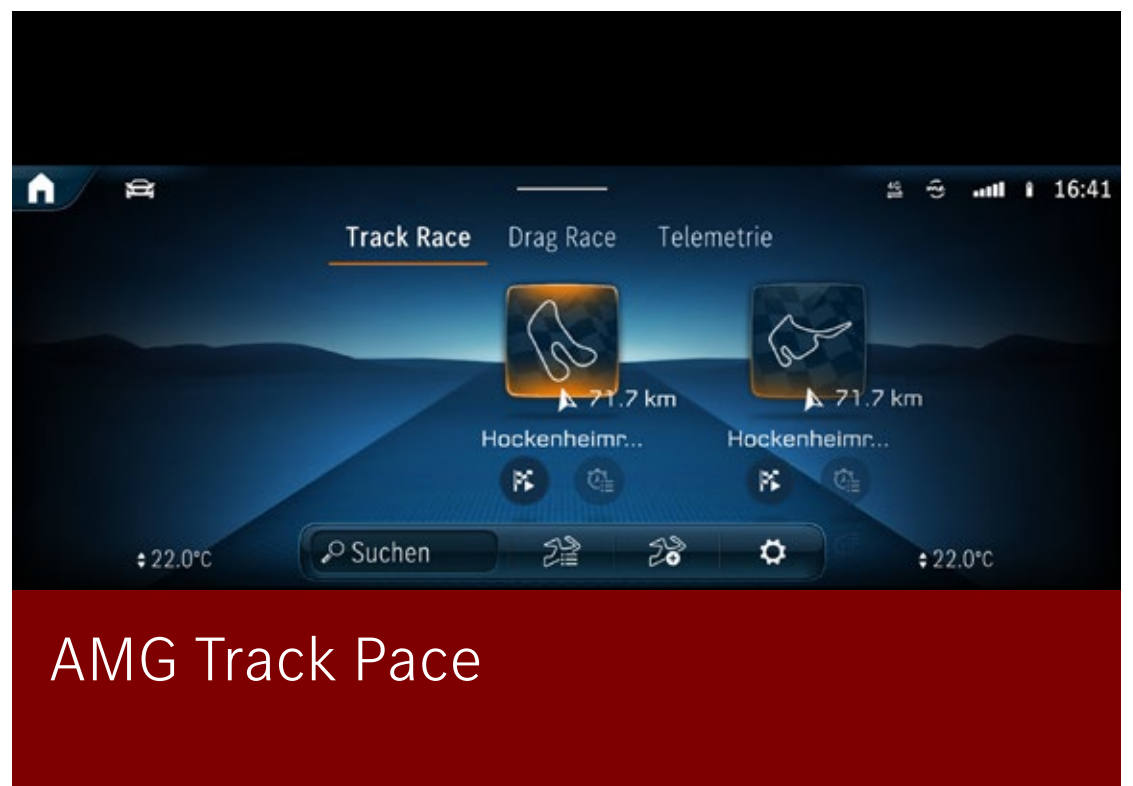 4G 16:41
Track Race Drag Race Telemetrie
71.7 km 71.7 km
Hockenheimr... Hockenheimr...
Suchen
22.0°C 22.0°C
AMG Track Pace